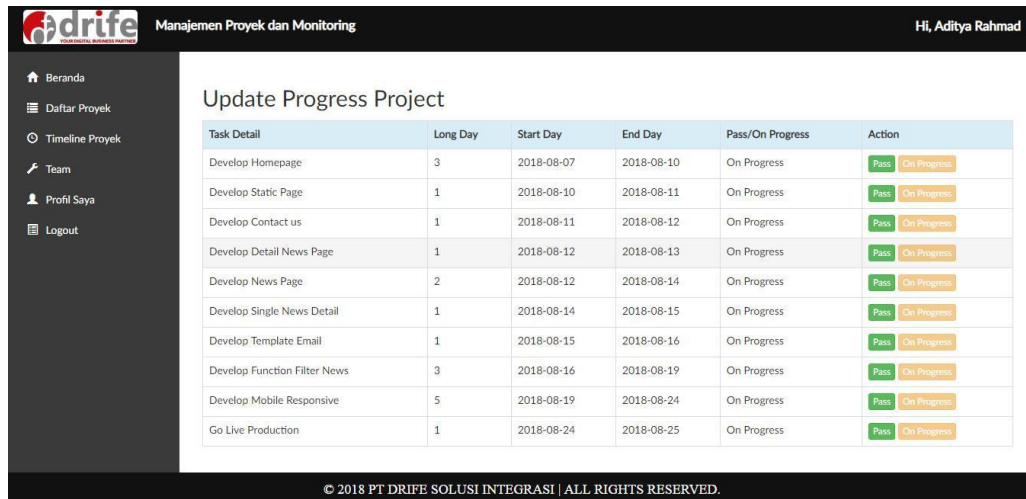 drife Manajemen Proyek dan Monitoring Hi, Aditya Rahmad
YOUR DIGITAL BUSINESS PARTNER
Beranda
Daftar Proyek
Timeline Proyek
Team
Profil Saya
Logout
Update Progress Project
Task Detail Long Day Start Day End Day Pass/On Progress Action
Develop Homepage 3 2018-08-07 2018-08-10 On Progress Pass On Progress
Develop Static Page 1 2018-08-10 2018-08-11 On Progress Pass On Progress
Develop Contact us 1 2018-08-11 2018-08-12 On Progress Pass On Progress
Develop Detail News Page 1 2018-08-12 2018-08-13 On Progress Pass On Progress
Develop News Page 2 2018-08-12 2018-08-14 On Progress Pass On Progress
Develop Single News Detail 1 2018-08-14 2018-08-15 On Progress Pass On Progress
Develop Template Email 1 2018-08-15 2018-08-16 On Progress Pass On Progress
Develop Function Filter News 3 2018-08-16 2018-08-19 On Progress Pass On Progress
Develop Mobile Responsive 5 2018-08-19 2018-08-24 On Progress Pass On Progress
Go Live Production 1 2018-08-24 2018-08-25 On Progress Pass On Progress
© 2018 PT DRIFE SOLUSI INTEGRASI | ALL RIGHTS RESERVED.